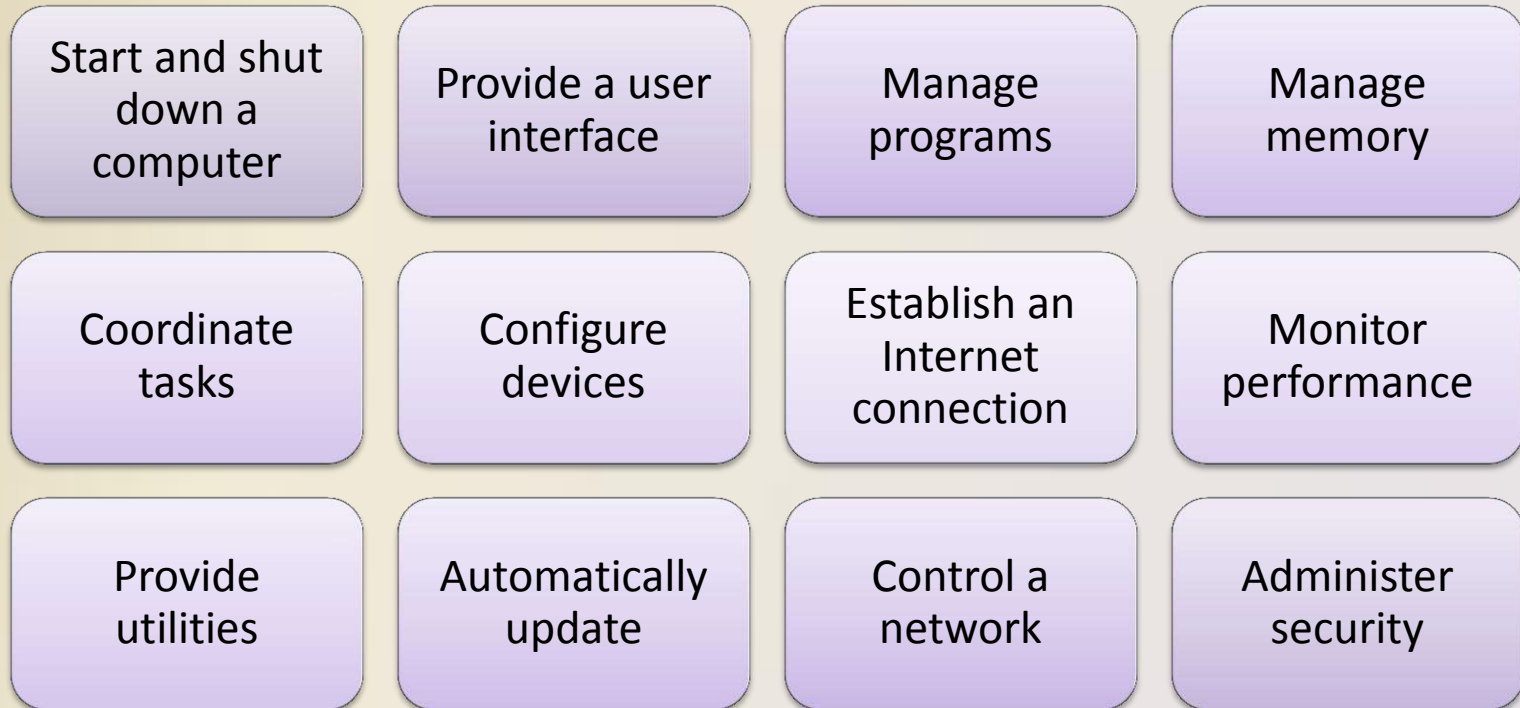 Start and shut
down a
computer
Provide a user
interface
Manage
programs
Manage
memory
Coordinate
tasks
Configure
devices
Establish an
Internet
connection
Monitor
performance
Provide
utilities
Automatically
update
Control a
network
Administer
security